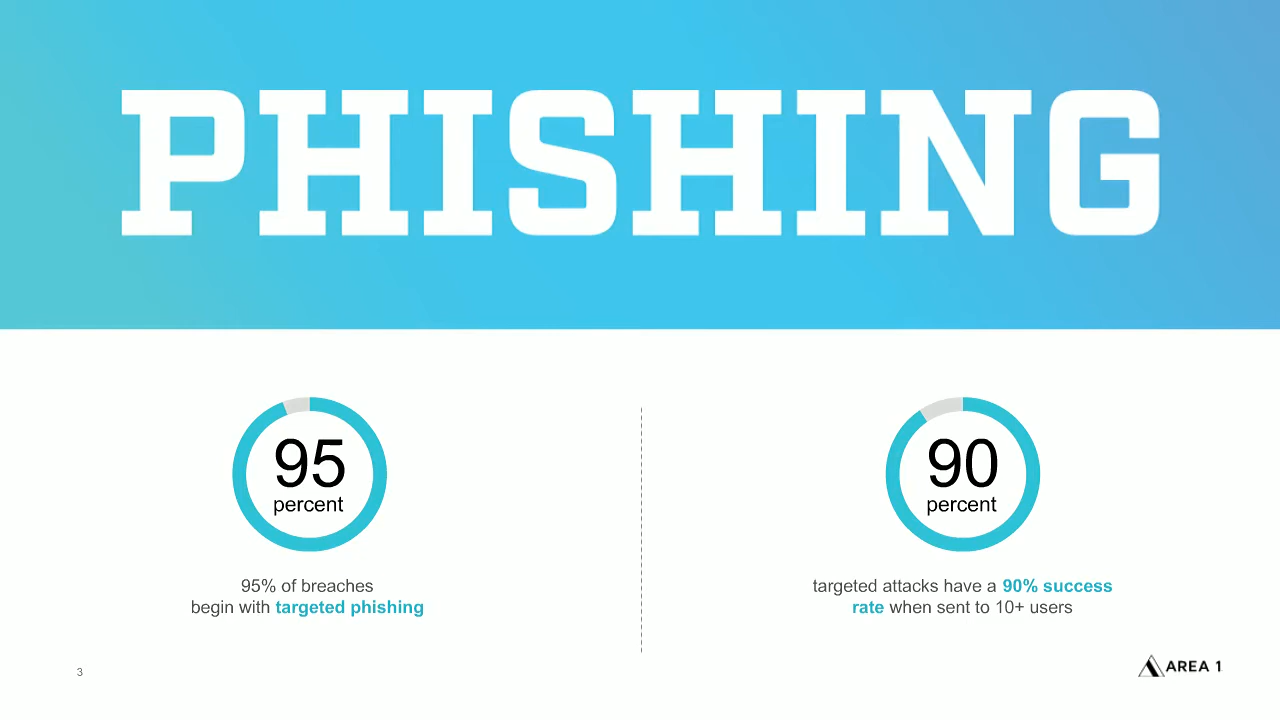 PHISHING
95
percent
95% of breaches
begin with targeted phishing
90
percent
targeted attacks have a 90% success
rate when sent to 10+ users
3
AREA 1